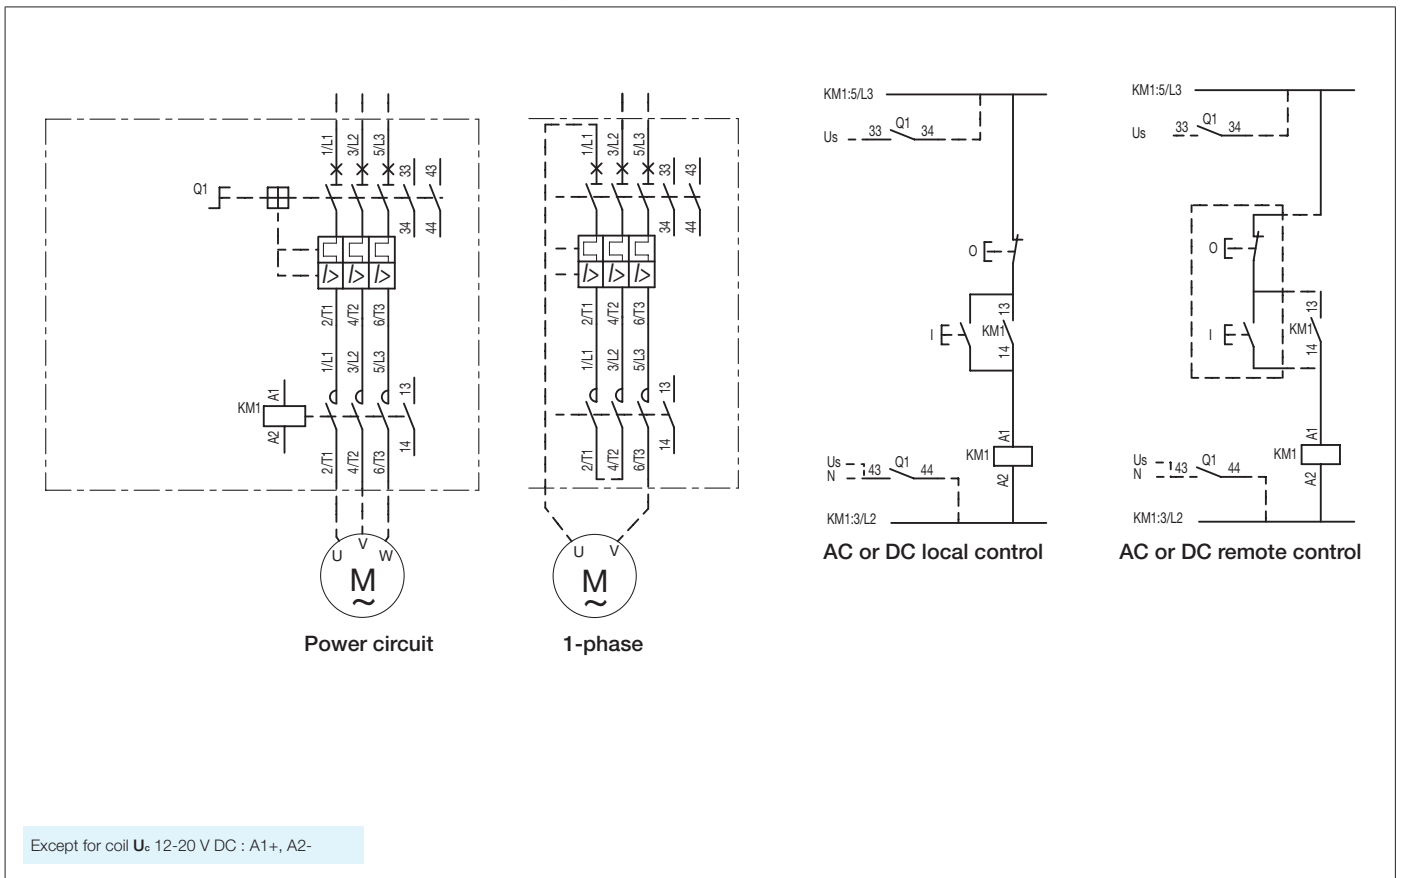 1/L1 3/L2 5/L3
33 43
Q1
34 44
I> I> I>
2/T1 4/T2 6/T3
1/L1 3/L2 5/L3
A1 13
KM1
A2 14
2/T1 4/T2 6/T3
U V W
M
~
Power circuit
1/L1 3/L2 5/L3
33 43
34 44
I> I> I>
2/T1 4/T2 6/T3
1/L1 3/L2 5/L3
13
14
2/T1 4/T2 6/T3
U V
M
~
1-phase
KM1:5/L3
Us 33 Q1 34
O
13
I KM1
14
A1
KM1
A2
Us
N 43 Q1 44
KM1:3/L2
AC or DC local control
KM1:5/L3
Us 33 Q1 34
O
13
I KM1
14
A1
KM1
A2
Us
N 43 Q1 44
KM1:3/L2
AC or DC remote control
Except for coil Uc 12-20 V DC : A1+, A2-